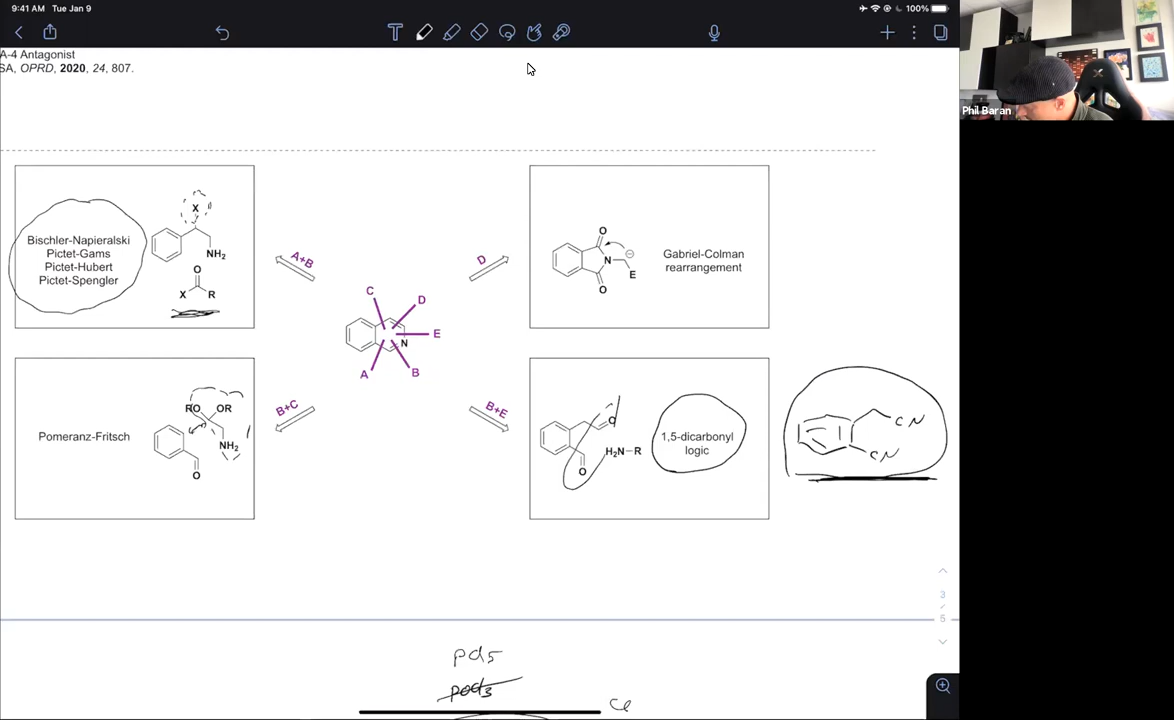 9:41 AM Tue Jan 9
100%
A-4 Antagonist
SA, OPRD, 2020, 24, 807.
Phil Baran
X
Bischler-Napieralski
Pictet-Gams
Pictet-Hubert
Pictet-Spengler
NH2
O
X
R
A+B
D
C
D
E
N
A
B
O
N
E
O
Gabriel-Colman
rearrangement
B+C
B+E
Pomeranz-Fritsch
RO
OR
NH2
O
O
H2N-R
O
1,5-dicarbonyl
logic
CN
CN
3
/
5
pd5
pd3